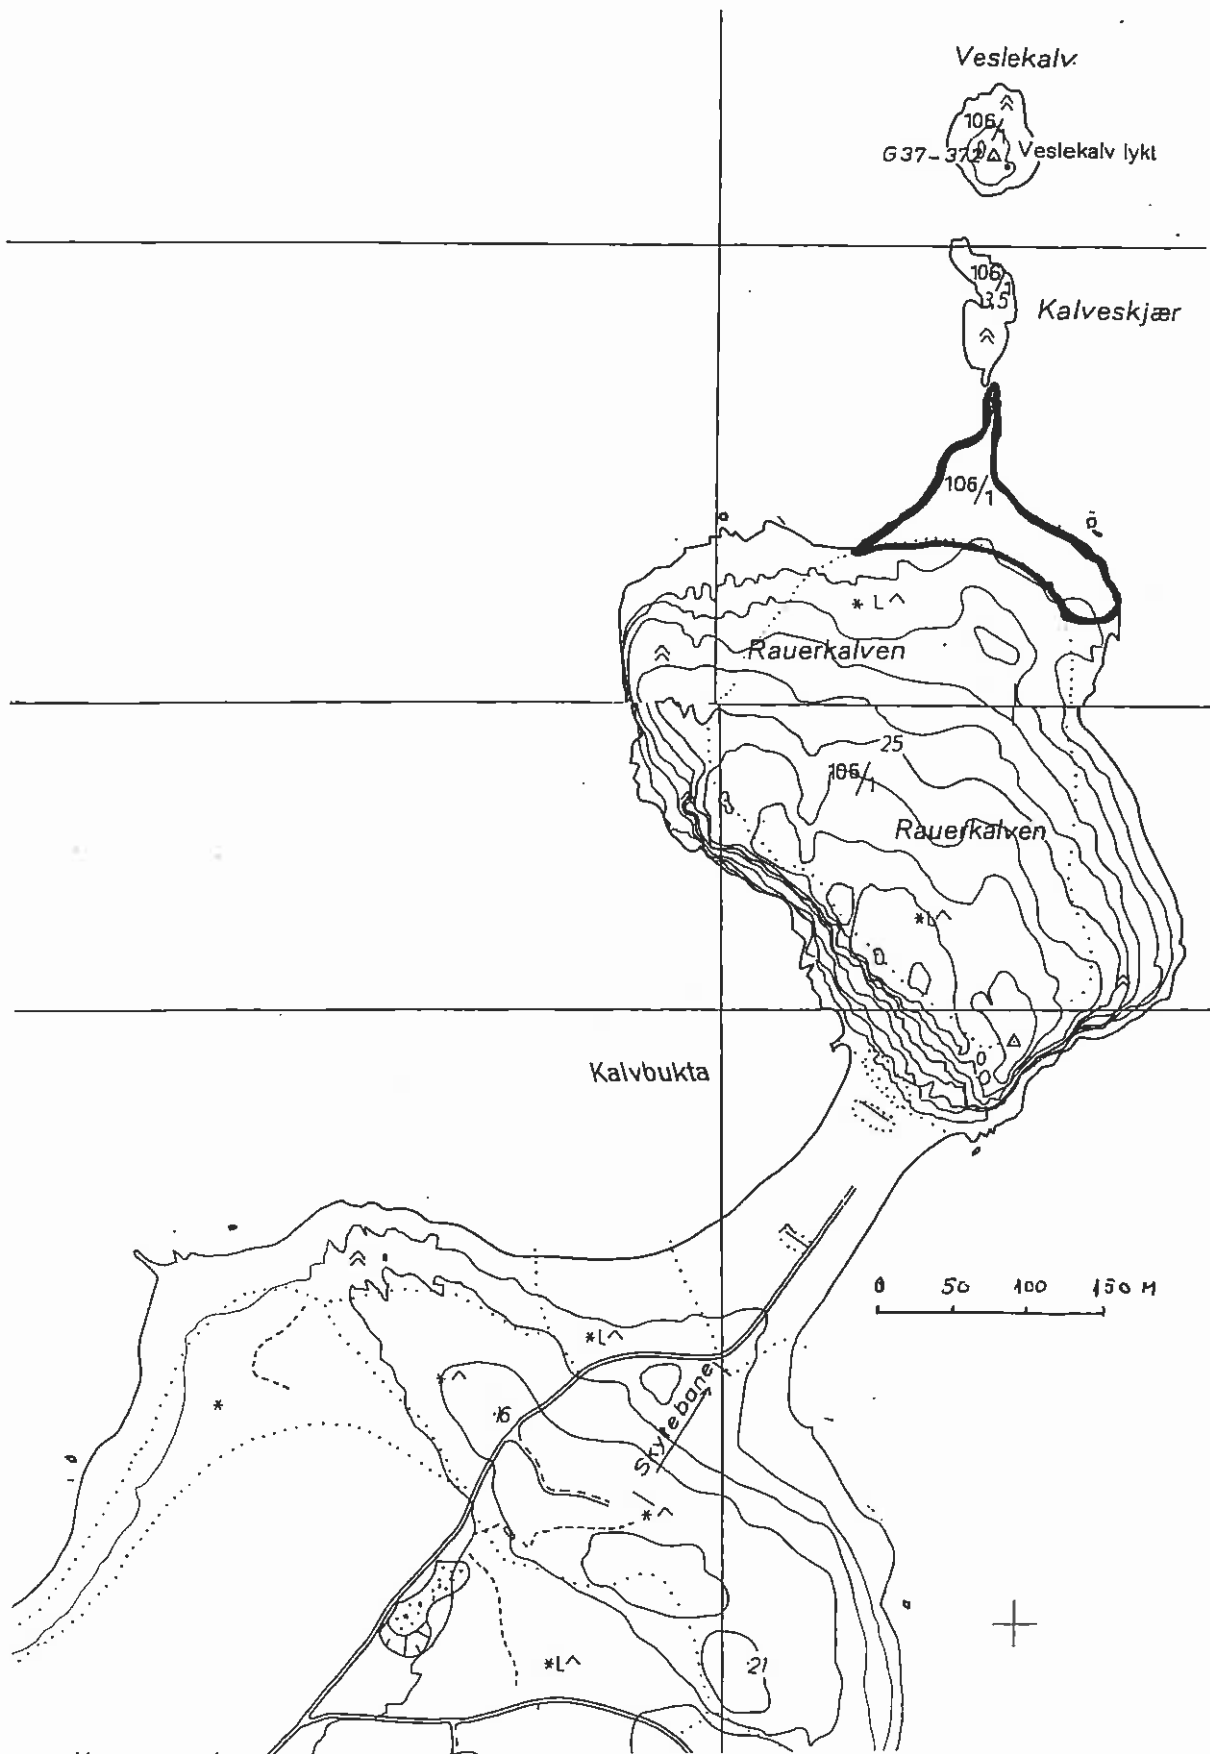 Veslekalv
106/1
G37-372 Veslekalv lykt
106/1
3,5
Kalveskjær
106/1
* L ^
Rauerkalven
25
106/1
Rauerkalven
*L^
Kalvbukta
0 50 100 150 M
*L^
*^
16
Skytebane
*
*^
*L^
21